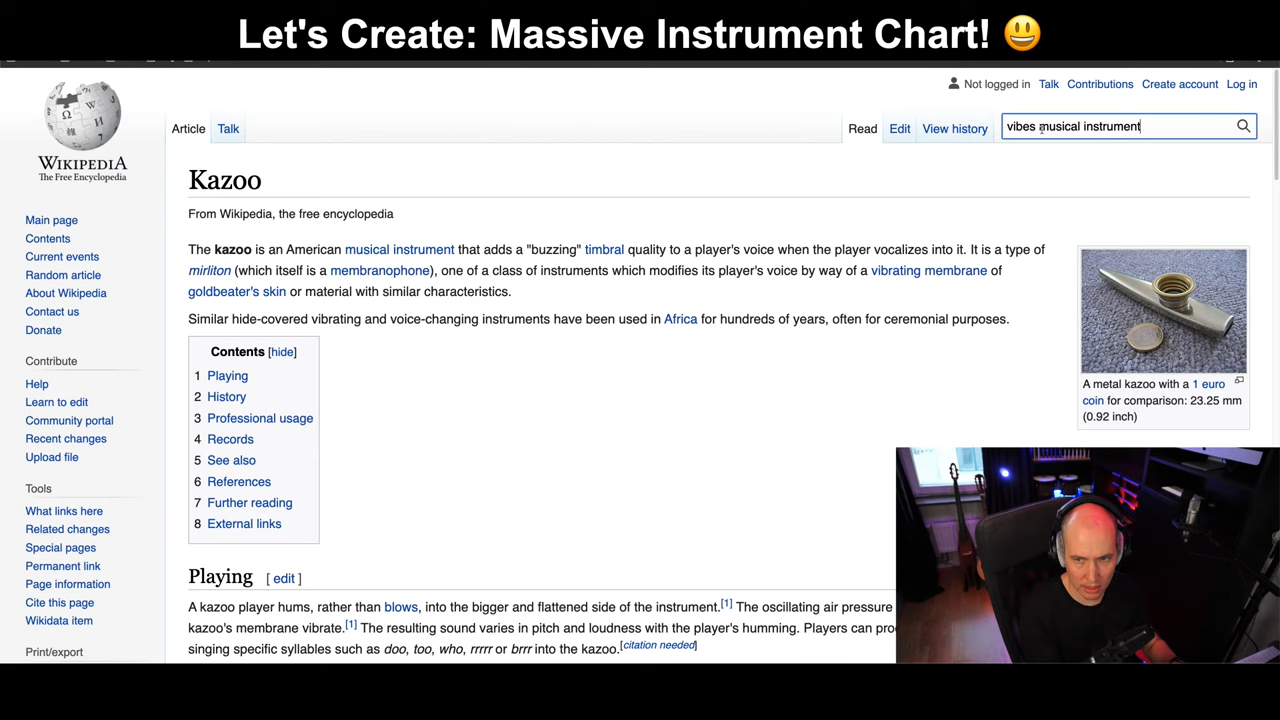 Let's Create: Massive Instrument Chart! 😃
Not logged in Talk Contributions Create account Log in
Article Talk Read Edit View history vibes musical instrument
WIKIPEDIA
The Free Encyclopedia
Main page
Contents
Current events
Random article
About Wikipedia
Contact us
Donate
Contribute
Help
Learn to edit
Community portal
Recent changes
Upload file
Tools
What links here
Related changes
Special pages
Permanent link
Page information
Cite this page
Wikidata item
Print/export
Kazoo
From Wikipedia, the free encyclopedia
The kazoo is an American musical instrument that adds a "buzzing" timbral quality to a player's voice when the player vocalizes into it. It is a type of
mirliton (which itself is a membranophone), one of a class of instruments which modifies its player's voice by way of a vibrating membrane of
goldbeater's skin or material with similar characteristics.
Similar hide-covered vibrating and voice-changing instruments have been used in Africa for hundreds of years, often for ceremonial purposes.
Contents [hide]
1 Playing
2 History
3 Professional usage
4 Records
5 See also
6 References
7 Further reading
8 External links
A metal kazoo with a 1 euro
coin for comparison: 23.25 mm
(0.92 inch)
Playing [ edit ]
A kazoo player hums, rather than blows, into the bigger and flattened side of the instrument.[1] The oscillating air pressure
kazoo's membrane vibrate.[1] The resulting sound varies in pitch and loudness with the player's humming. Players can
singing specific syllables such as doo, too, who, rrrrr or brrr into the kazoo.[citation needed]